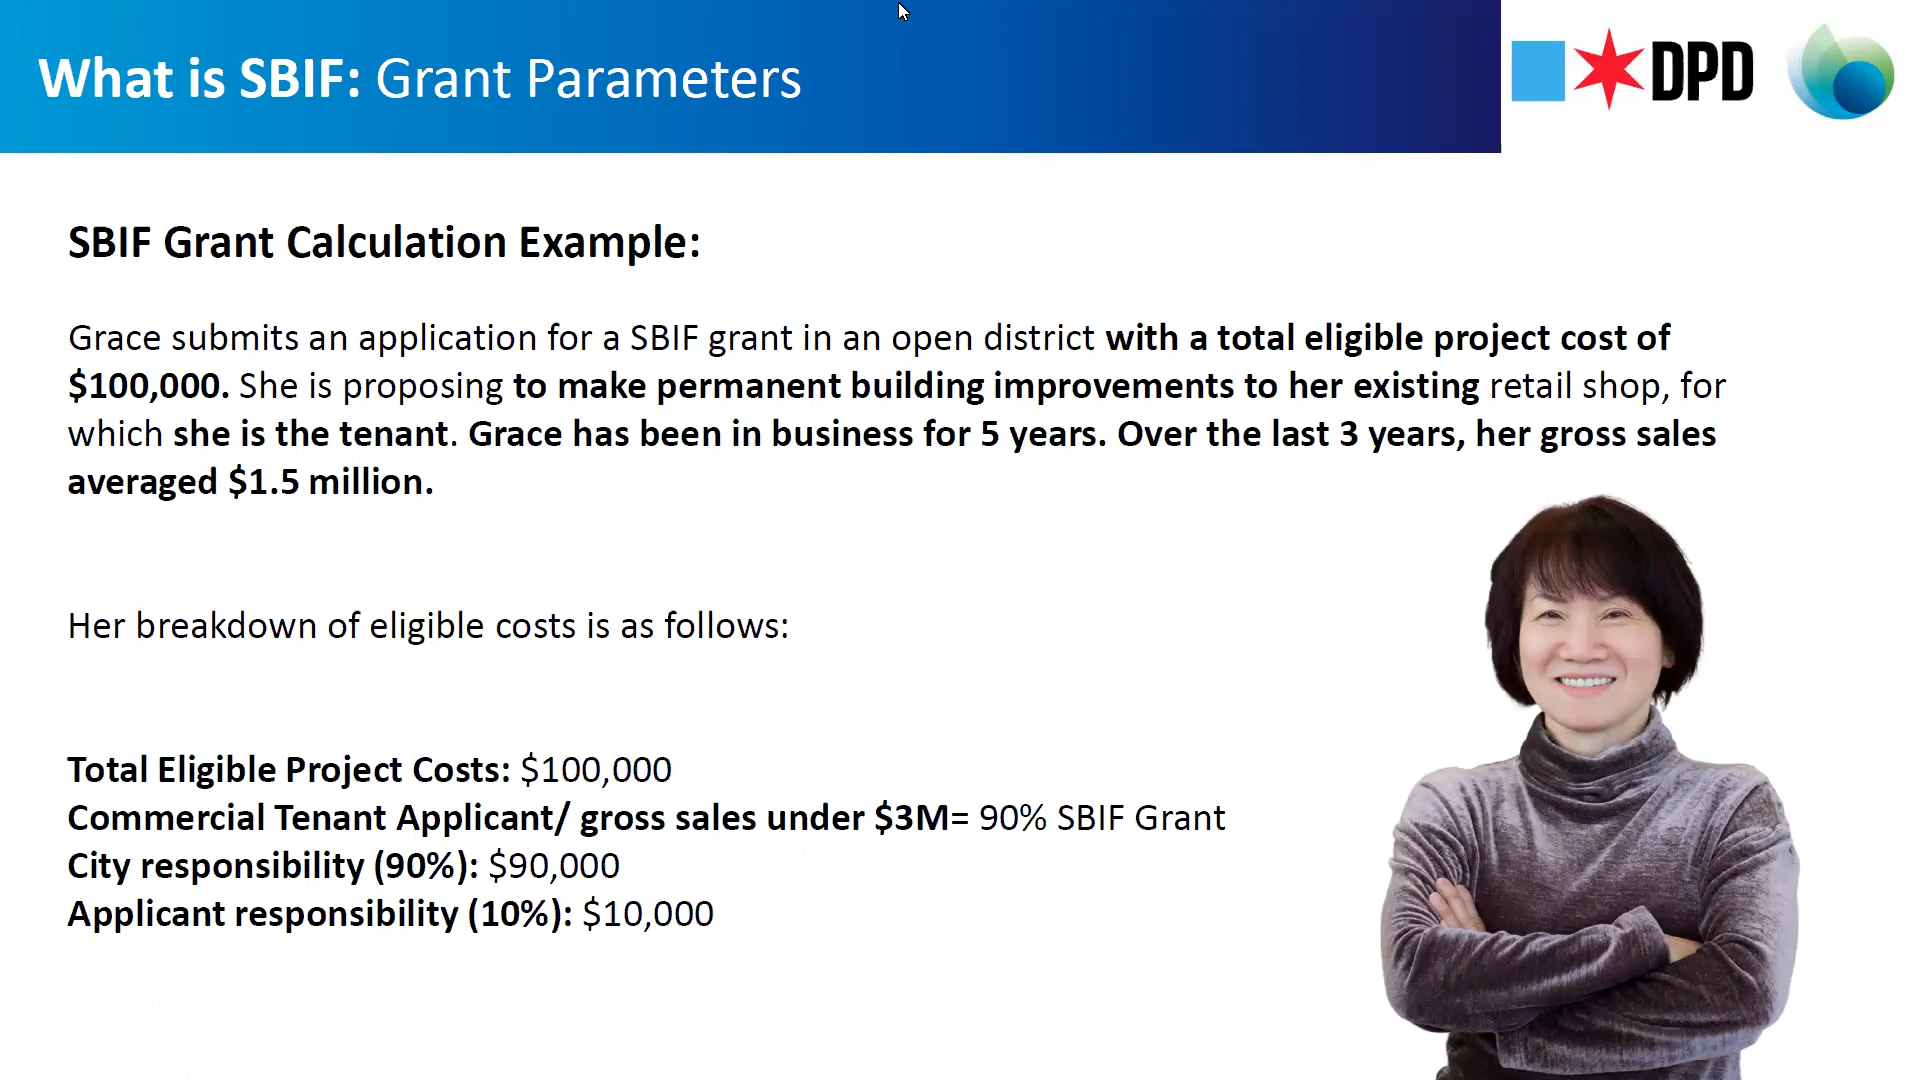 What is SBIF: Grant Parameters
DPD
SBIF Grant Calculation Example:
Grace submits an application for a SBIF grant in an open district with a total eligible project cost of
$100,000. She is proposing to make permanent building improvements to her existing retail shop, for
which she is the tenant. Grace has been in business for 5 years. Over the last 3 years, her gross sales
averaged $1.5 million.
Her breakdown of eligible costs is as follows:
Total Eligible Project Costs: $100,000
Commercial Tenant Applicant/ gross sales under $3M= 90% SBIF Grant
City responsibility (90%): $90,000
Applicant responsibility (10%): $10,000